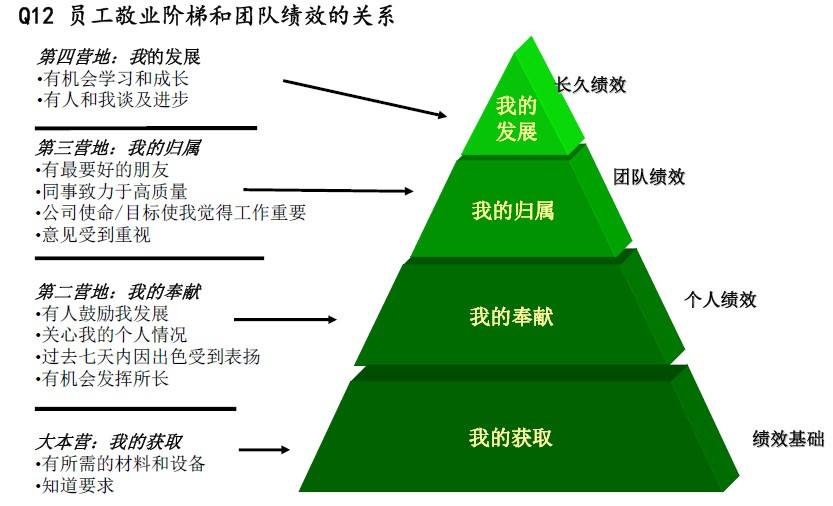 Q12 员工敬业阶梯和团队绩效的关系
第四营地：我的发展
•有机会学习和成长
•有人和我谈及进步
第三营地：我的归属
•有最要好的朋友
•同事致力于高质量
•公司使命/目标使我觉得工作重要
•意见受到重视
第二营地：我的奉献
•有人鼓励我发展
•关心我的个人情况
•过去七天内因出色受到表扬
•有机会发挥所长
大本营：我的获取
•有所需的材料和设备
•知道要求
我的
发展
我的归属
我的奉献
我的获取
长久绩效
团队绩效
个人绩效
绩效基础